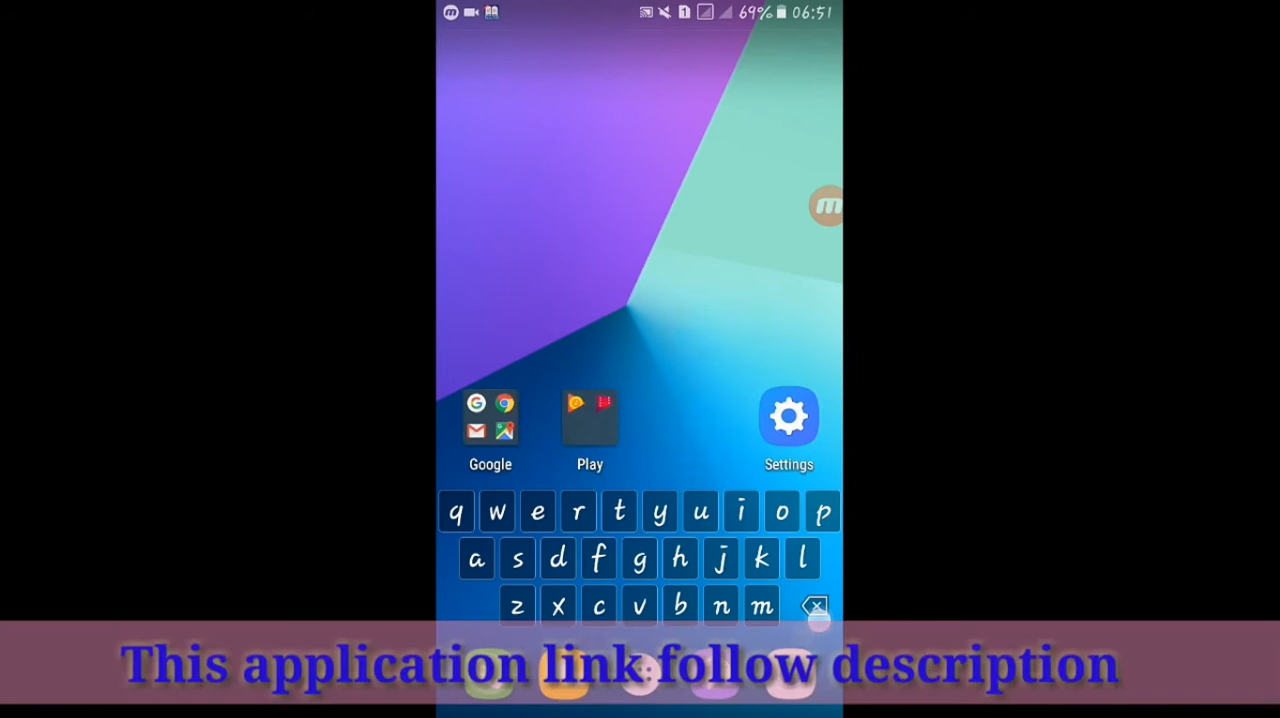 69% 06:51
Google Play Settings
q w e r t y u i o p
a s d f g h j k l
z x c v b n m
This application link follow description